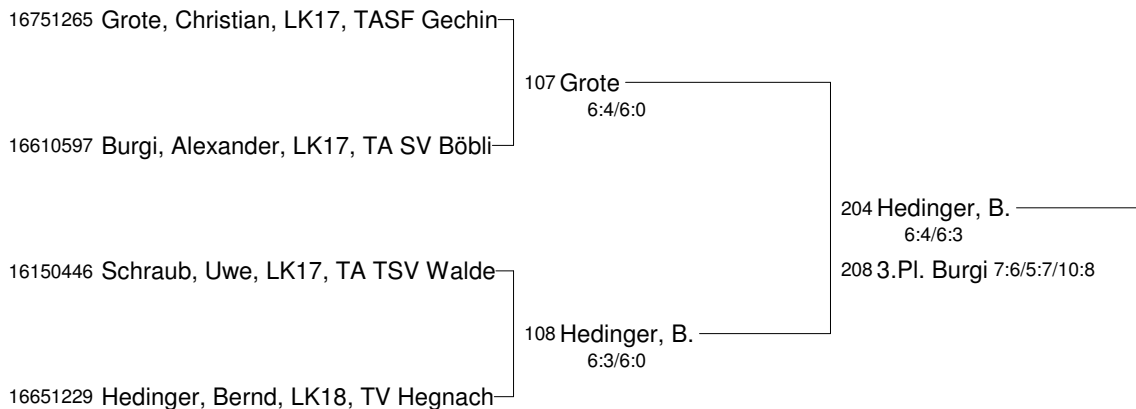 16751265 Grote, Christian, LK17, TASF Gechin
107 Grote
6:4/6:0
16610597 Burgi, Alexander, LK17, TA SV Böbli
204 Hedinger, B.
6:4/6:3
16150446 Schraub, Uwe, LK17, TA TSV Walde
208 3.Pl. Burgi 7:6/5:7/10:8
108 Hedinger, B.
6:3/6:0
16651229 Hedinger, Bernd, LK18, TV Hegnach